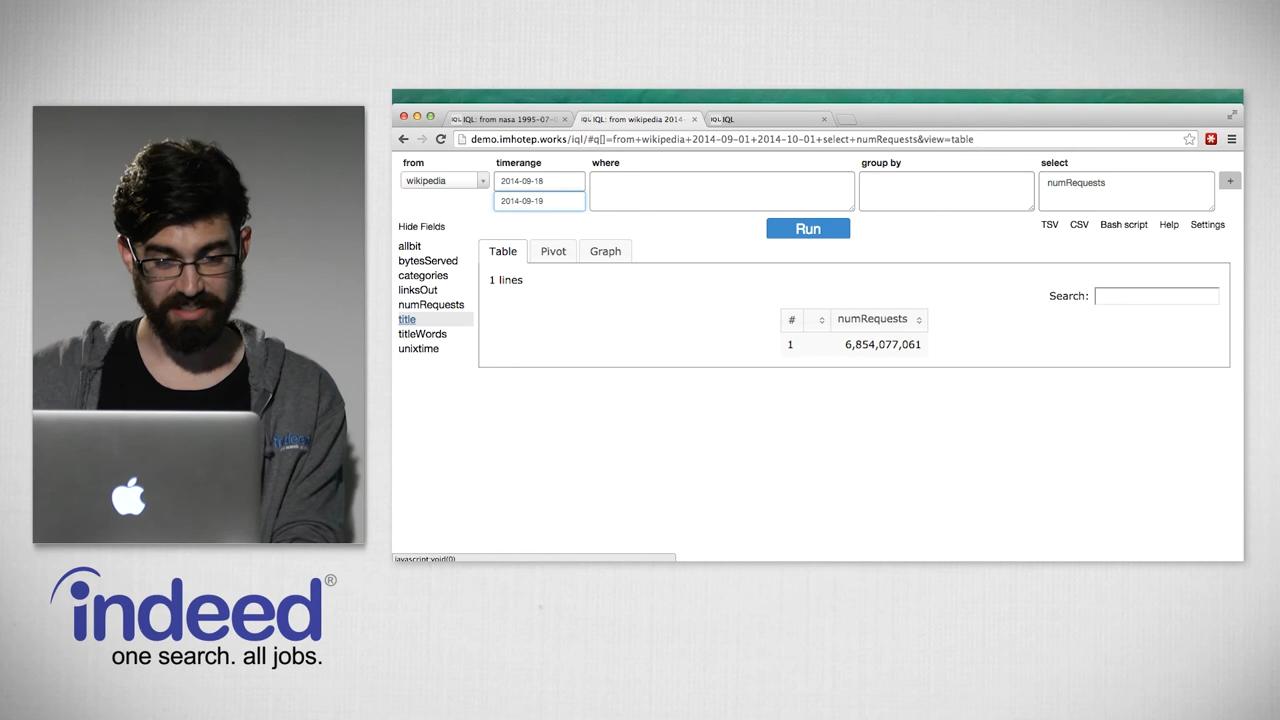 IQL: from nasa 1995-07-0
IQL: from wikipedia 2014-
IQL
demo.imhotep.works/iql/#q[]=from+wikipedia+2014-09-01+2014-10-01+select+numRequests&view=table
from timerange where group by select
wikipedia 2014-09-18 numRequests +
2014-09-19
Hide Fields Run TSV CSV Bash script Help Settings
allbit
bytesServed
categories
linksOut
numRequests
title
titleWords
unixtime
Table Pivot Graph
1 lines
Search:
# numRequests
1 6,854,077,061
javascript:void(0)
indeed
indeed®
one search. all jobs.